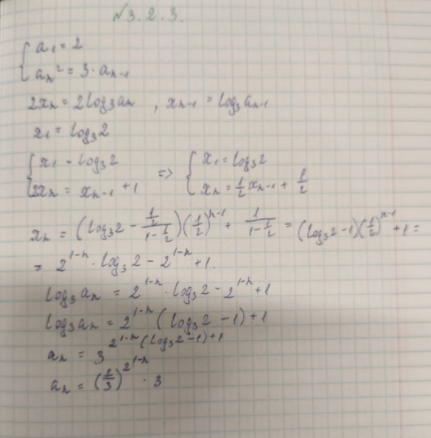 №3.2.3.
{ a₁ = 2
{ aₙ² = 3 · aₙ₋₁
2xₙ = 2log₃aₙ , xₙ₋₁ = log₃aₙ₋₁
x₁ = log₃2
{ x₁ = log₃2 => { x₁ = log₃2
{ 2xₙ = xₙ₋₁ + 1 { xₙ = ½xₙ₋₁ + ½
xₙ = (log₃2 - ½/(1-½))(½)ⁿ⁻¹ + ½/(1-½) = (log₃2 - 1)(½)ⁿ⁻¹ + 1 =
= 2¹⁻ⁿ · log₃2 - 2¹⁻ⁿ + 1.
log₃aₙ = 2¹⁻ⁿ · log₃2 - 2¹⁻ⁿ + 1
log₃aₙ = 2¹⁻ⁿ (log₃2 - 1) + 1
aₙ = 3^(2¹⁻ⁿ (log₃2 - 1) + 1)
aₙ = (2/3)^(2¹⁻ⁿ) · 3